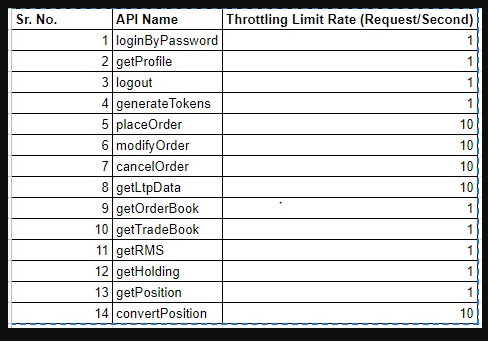 Sr. No. API Name Throttling Limit Rate (Request/Second)
1 loginByPassword 1
2 getProfile 1
3 logout 1
4 generateTokens 1
5 placeOrder 10
6 modifyOrder 10
7 cancelOrder 10
8 getLtpData 10
9 getOrderBook 1
10 getTradeBook 1
11 getRMS 1
12 getHolding 1
13 getPosition 1
14 convertPosition 10